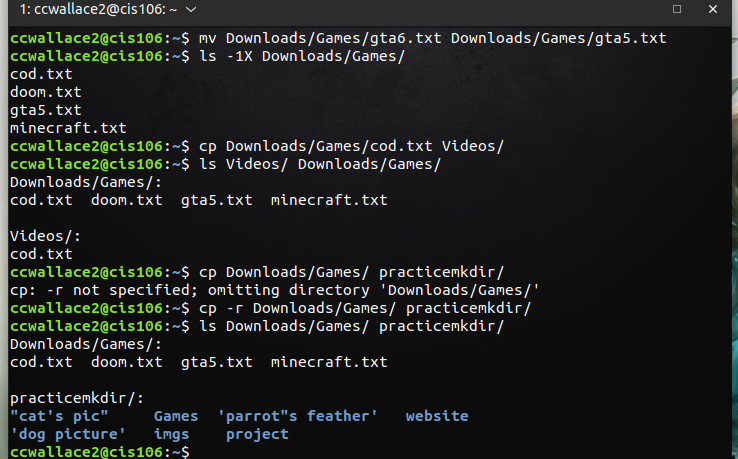 1: ccwallace2@cis106: ~
ccwallace2@cis106:~$ mv Downloads/Games/gta6.txt Downloads/Games/gta5.txt
ccwallace2@cis106:~$ ls -1X Downloads/Games/
cod.txt
doom.txt
gta5.txt
minecraft.txt
ccwallace2@cis106:~$ cp Downloads/Games/cod.txt Videos/
ccwallace2@cis106:~$ ls Videos/ Downloads/Games/
Downloads/Games/:
cod.txt  doom.txt  gta5.txt  minecraft.txt

Videos/:
cod.txt
ccwallace2@cis106:~$ cp Downloads/Games/ practicemkdir/
cp: -r not specified; omitting directory 'Downloads/Games/'
ccwallace2@cis106:~$ cp -r Downloads/Games/ practicemkdir/
ccwallace2@cis106:~$ ls Downloads/Games/ practicemkdir/
Downloads/Games/:
cod.txt  doom.txt  gta5.txt  minecraft.txt

practicemkdir/:
"cat's pic"     Games  'parrot"s feather'   website
'dog picture'   imgs    project
ccwallace2@cis106:~$